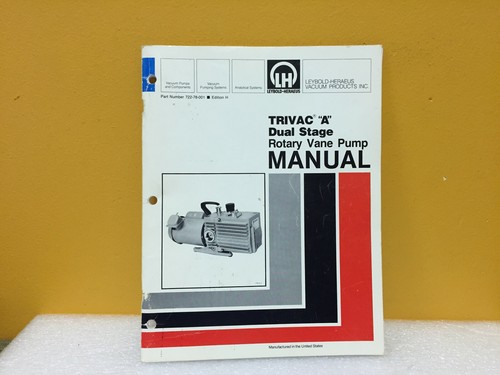 Vacuum Pumps
and Components
Vacuum
Pumping Systems
Analytical Systems
LH
LEYBOLD-HERAEUS
LEYBOLD-HERAEUS
VACUUM PRODUCTS INC.
Part Number 722-78-001 ■ Edition H
TRIVAC® "A"
Dual Stage
Rotary Vane Pump
MANUAL
Manufactured in the United States